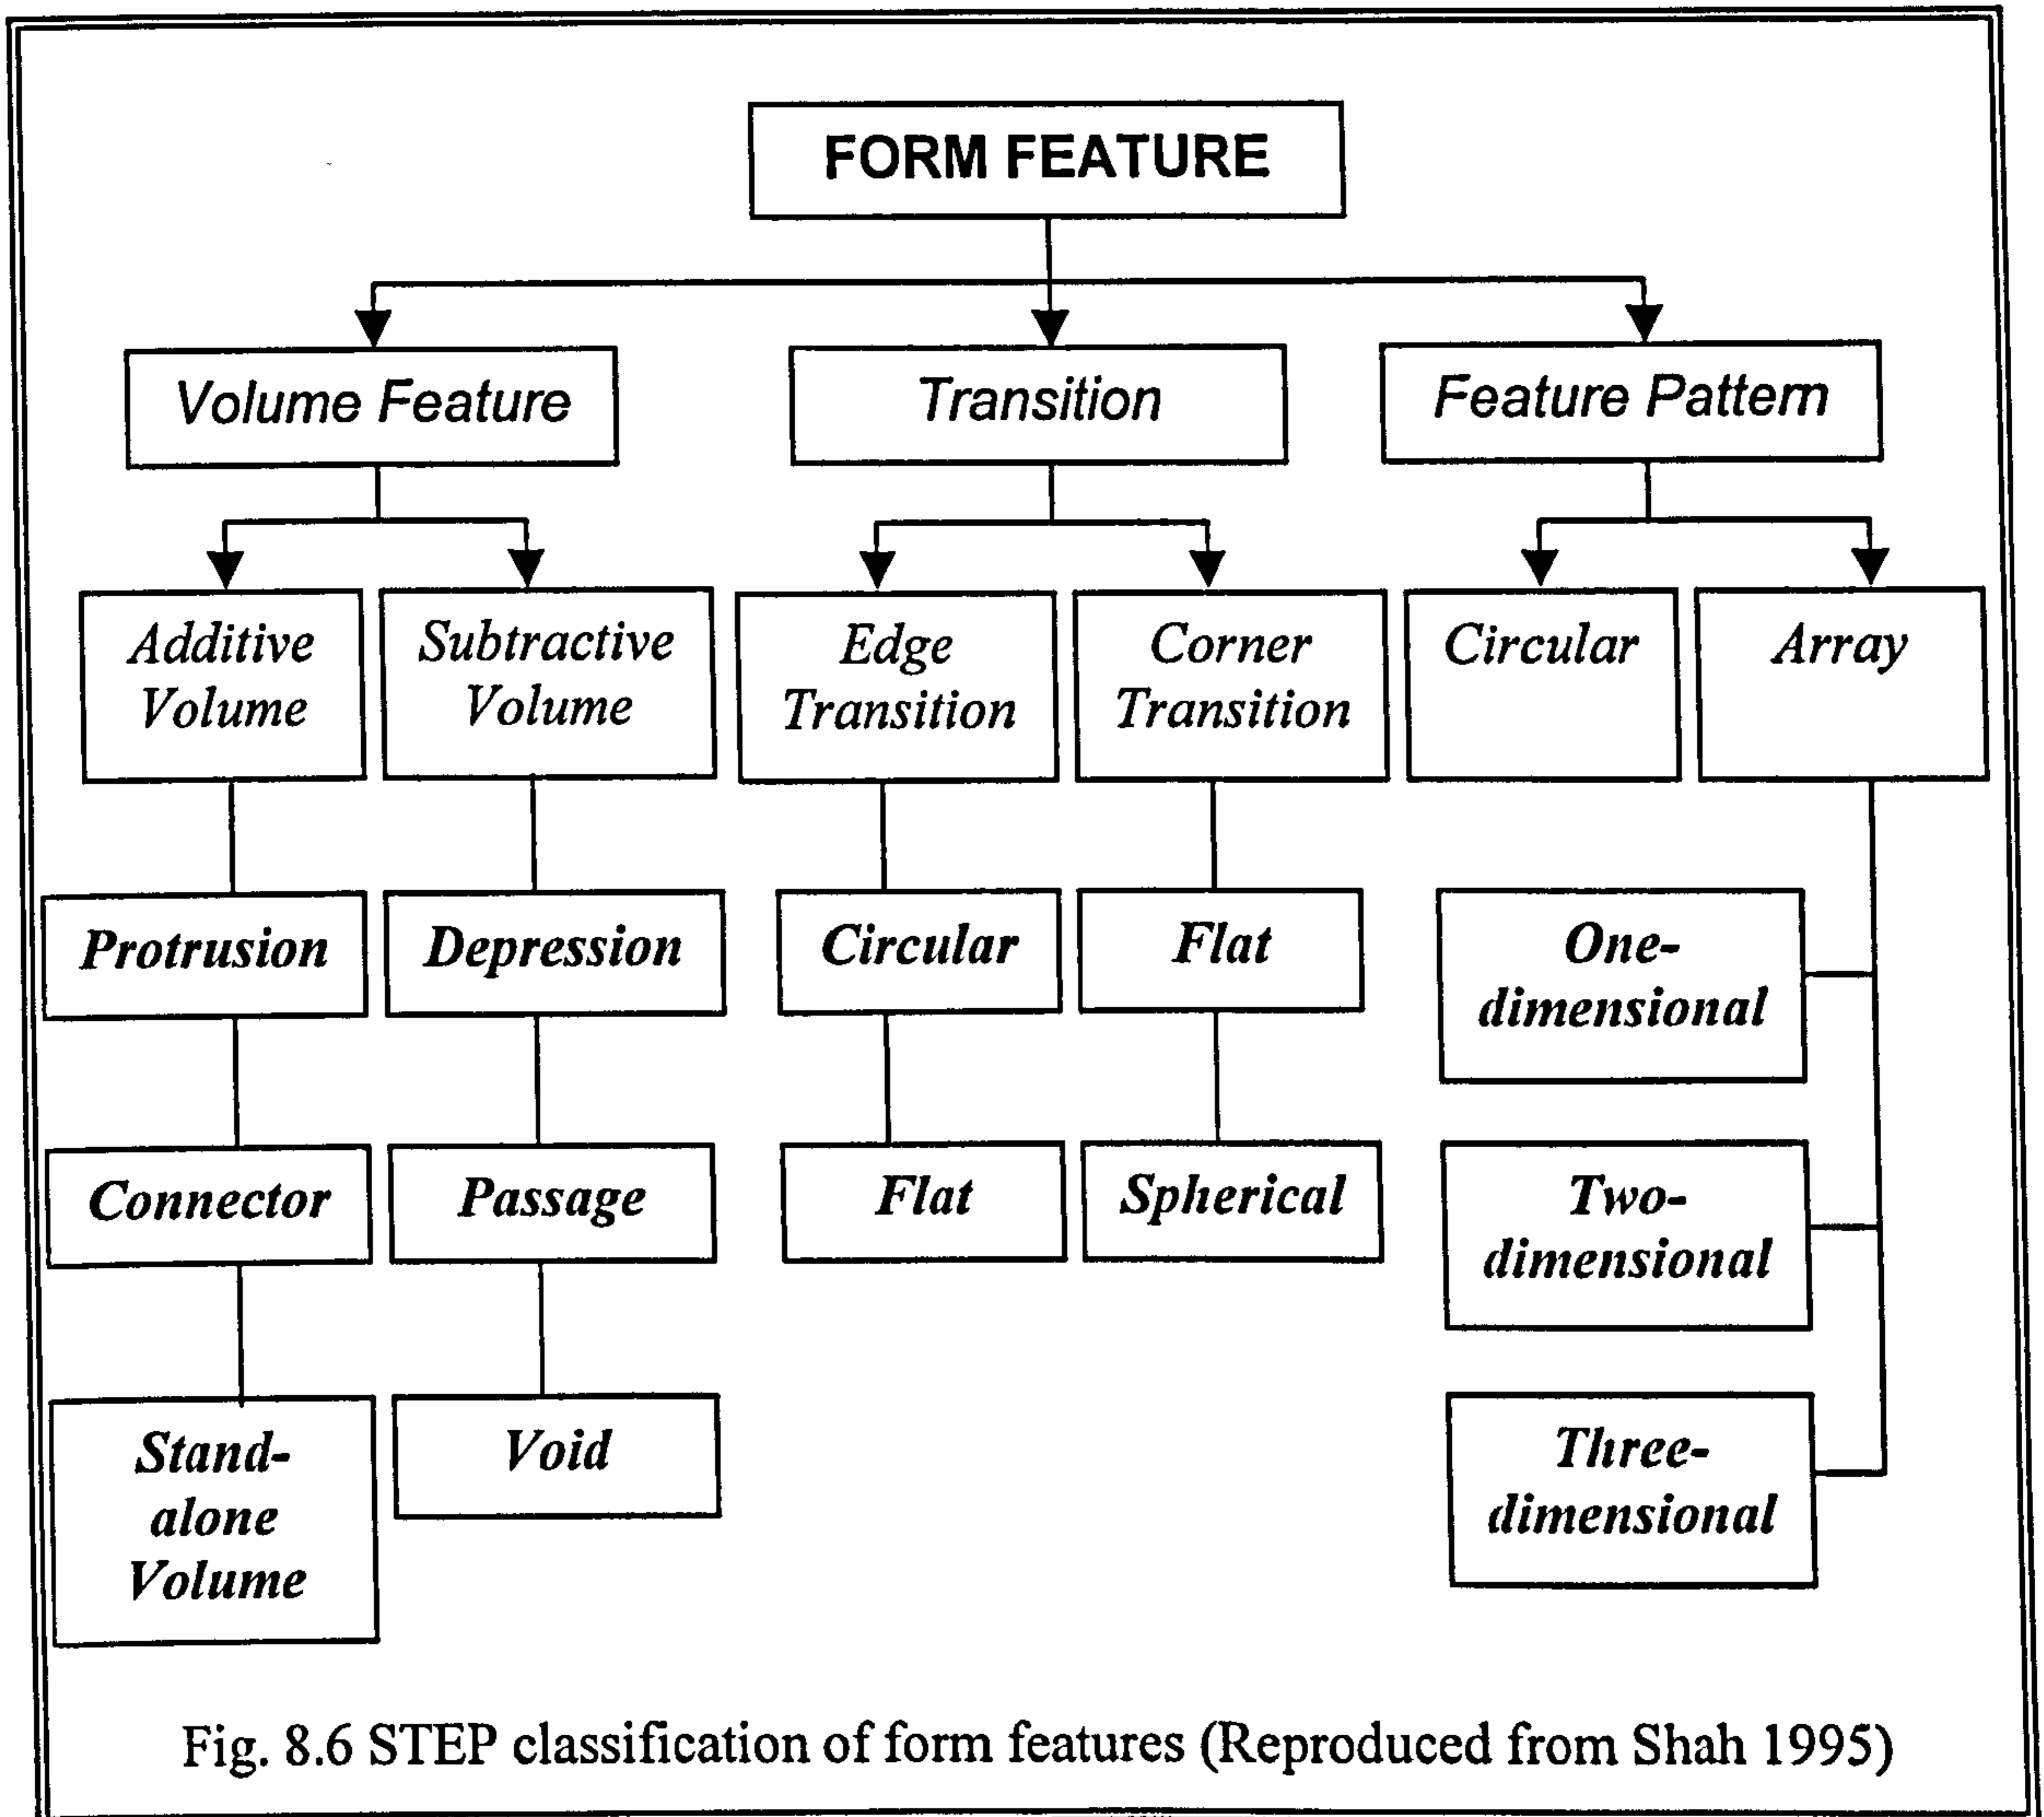 FORM FEATURE
Volume Feature
Transition
Feature Pattern
Additive
Volume
Subtractive
Volume
Edge
Transition
Corner
Transition
Circular
Array
Protrusion
Depression
Circular
Flat
One-
dimensional
Connector
Passage
Flat
Spherical
Two-
dimensional
Stand-
alone
Volume
Void
Three-
dimensional
Fig. 8.6 STEP classification of form features (Reproduced from Shah 1995)